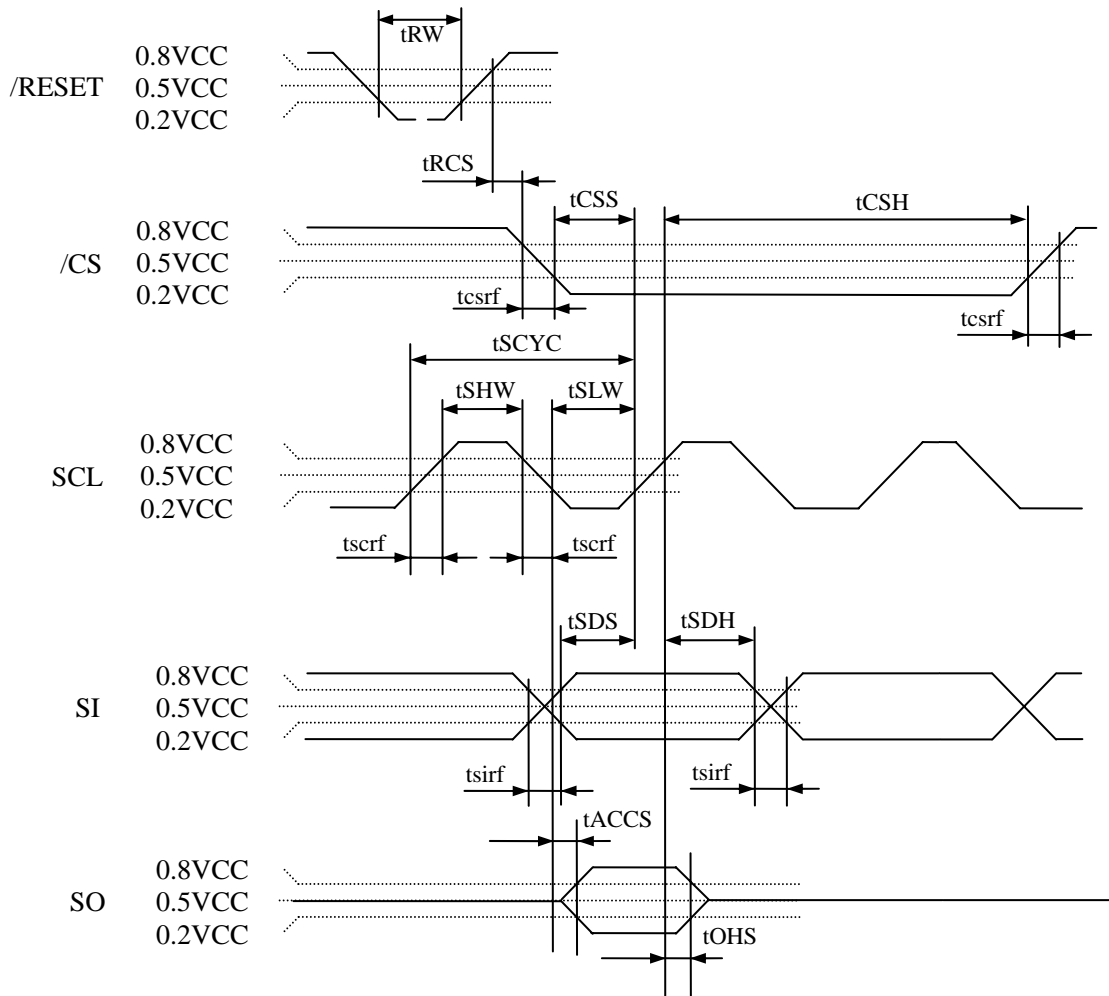 tRW
0.8VCC
/RESET 0.5VCC
0.2VCC
tRCS
tCSS tCSH
0.8VCC
/CS 0.5VCC
0.2VCC
tcsrf tcsrf
tSCYC
tSHW tSLW
0.8VCC
SCL 0.5VCC
0.2VCC
tscrf tscrf
tSDS tSDH
0.8VCC
SI 0.5VCC
0.2VCC
tsirf tsirf
tACCS
0.8VCC
SO 0.5VCC
0.2VCC
tOHS